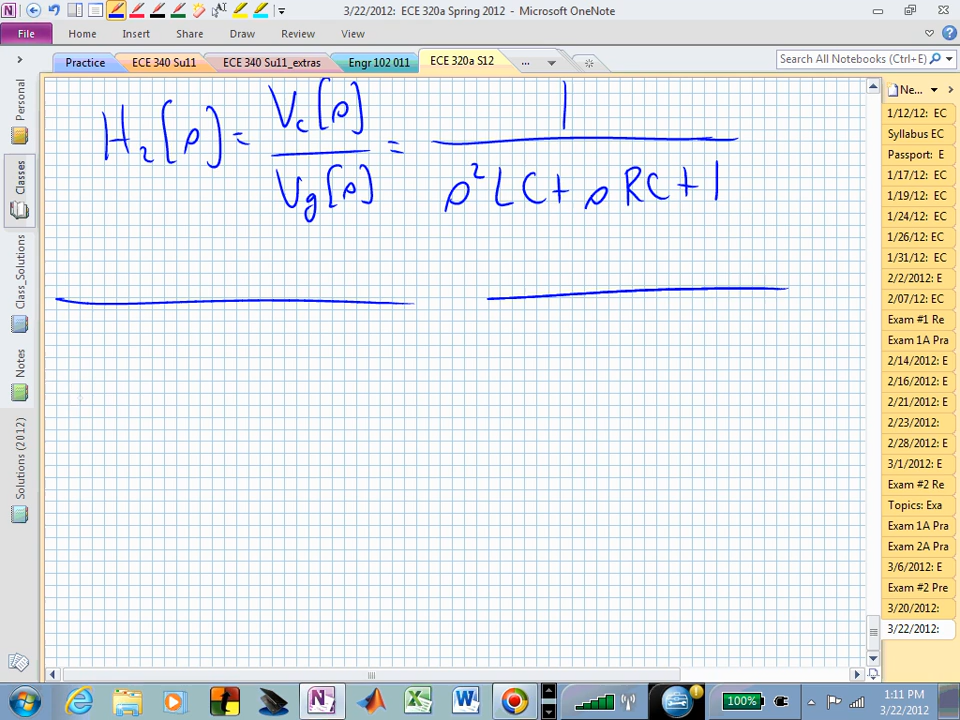 3/22/2012: ECE 320a Spring 2012 - Microsoft OneNote
File Home Insert Share Draw Review View
Practice ECE 340 Su11 ECE 340 Su11_extras Engr 102 011 ECE 320a S12 ... Search All Notebooks (Ctrl+E)
Personal
Classes
Class_Solutions
Notes
Solutions (2012)
H₂[s] = Vc[s] / Vg[s] = 1 / s²LC + sRC + 1
Ne...
1/12/12: EC
Syllabus EC
Passport: E
1/17/12: EC
1/19/12: EC
1/24/12: EC
1/26/12: EC
1/31/12: EC
2/2/2012: E
2/07/12: EC
Exam #1 Re
Exam 1A Pra
2/14/2012: E
2/16/2012: E
2/21/2012: E
2/23/2012:
2/28/2012: E
3/1/2012: E
Exam #2 Re
Topics: Exa
Exam 1A Pra
Exam 2A Pra
3/6/2012: E
Exam #2 Pre
3/20/2012:
3/22/2012:
100%
1:11 PM
3/22/2012